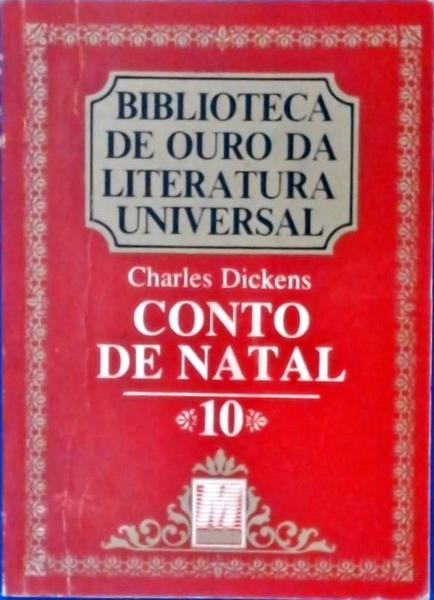 BIBLIOTECA
DE OURO DA
LITERATURA
UNIVERSAL
Charles Dickens
CONTO
DE NATAL
10
M